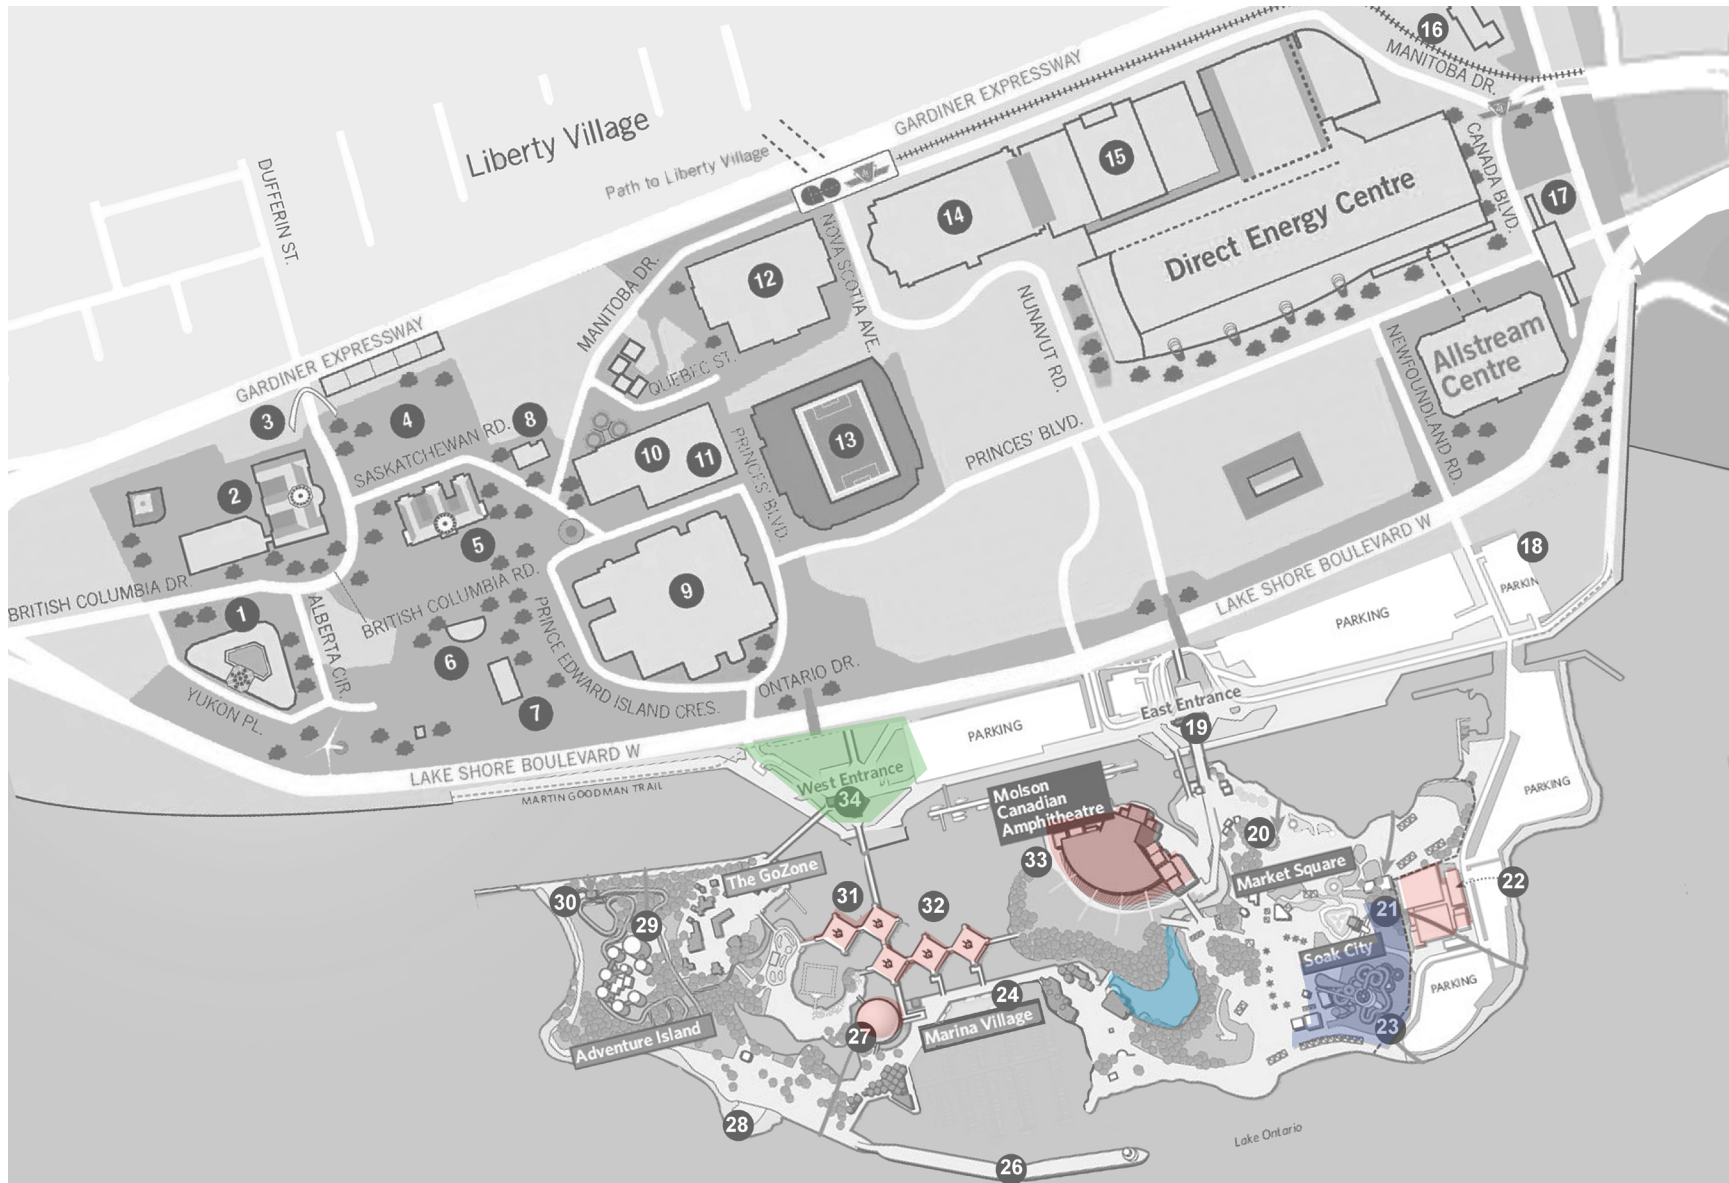 16
MANITOBA DR.
GARDINER EXPRESSWAY
Liberty Village
Path to Liberty Village
DUFFERIN ST.
15
CANADA BLVD.
17
14
Direct Energy Centre
NOVA SCOTIA AVE.
MANITOBA DR.
12
NUNAVUT RD.
GARDINER EXPRESSWAY
QUEBEC ST.
NEWFOUNDLAND RD.
Allstream
Centre
3
4
8
SASKATCHEWAN RD.
10
11
13
PRINCES' BLVD.
PRINCES' BLVD.
2
5
BRITISH COLUMBIA DR.
BRITISH COLUMBIA RD.
9
1
ALBERTA CIR.
6
PRINCE EDWARD ISLAND CRES.
7
YUKON PL.
ONTARIO DR.
LAKE SHORE BOULEVARD W
18
PARKIN
PARKING
LAKE SHORE BOULEVARD W
MARTIN GOODMAN TRAIL
East Entrance
19
PARKING
West Entrance
34
PARKING
Molson
Canadian
Amphitheatre
33
20
Market Square
22
21
The GoZone
30
31
32
29
Soak City
PARKING
24
23
Marina Village
27
Adventure Island
28
26
Lake Ontario